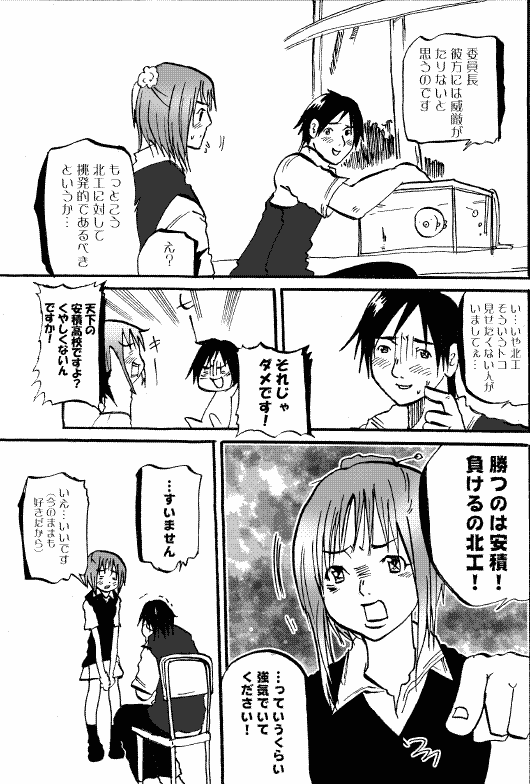 委員長
彼方には威厳が
たりないと
思うのです
もっとこう
北工に対して
挑発的であるべき
というか…
え？
い…いや北工
そういうトコ
見せたくない人が
いましてぇ…
それじゃ
ダメです！
天下の
安積高校ですよ？
くやしくないん
ですか！
勝つのは安積！
負けるの北工！
…っていうくらい
強気でいて
ください！
…すいません
いえ…いいです
（今のままも
好きだから）